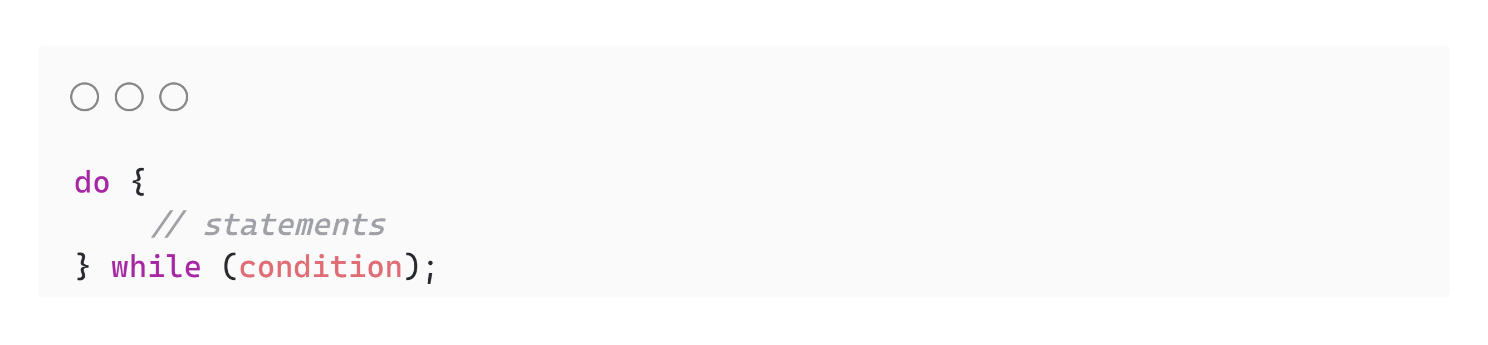 do {
    // statements
} while (condition);